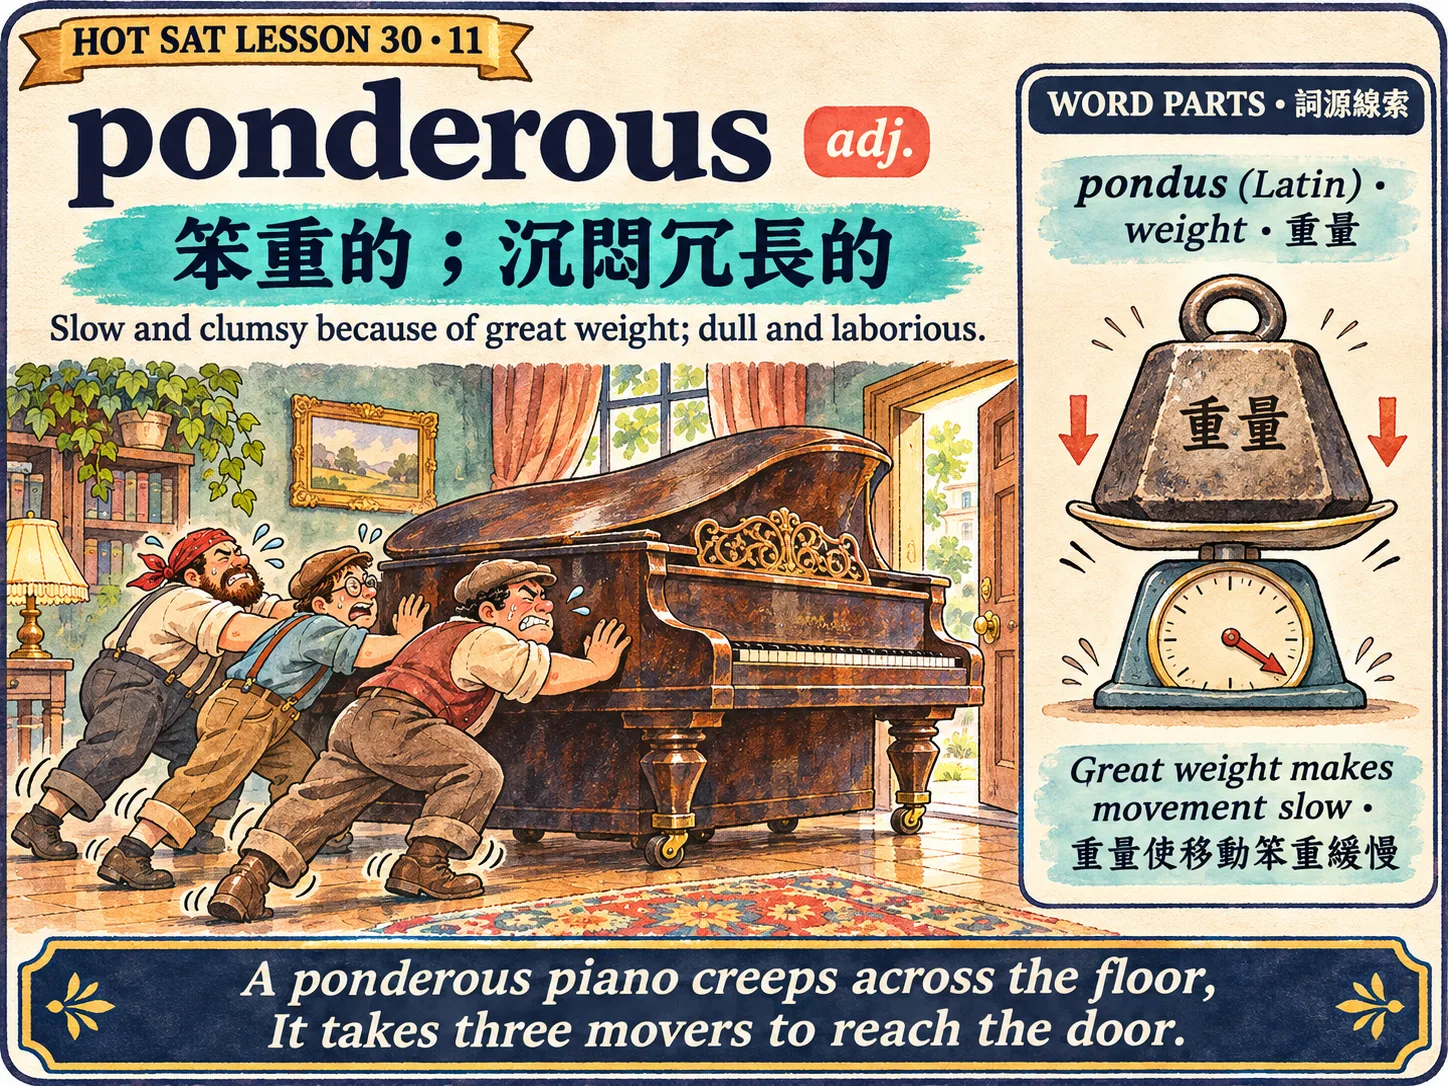 HOT SAT LESSON 30 • 11
ponderous adj.
笨重的；沉悶冗長的
Slow and clumsy because of great weight; dull and laborious.
WORD PARTS • 詞源線索
pondus (Latin) •
weight • 重量
重量
Great weight makes
movement slow •
重量使移動笨重緩慢
A ponderous piano creeps across the floor,
It takes three movers to reach the door.